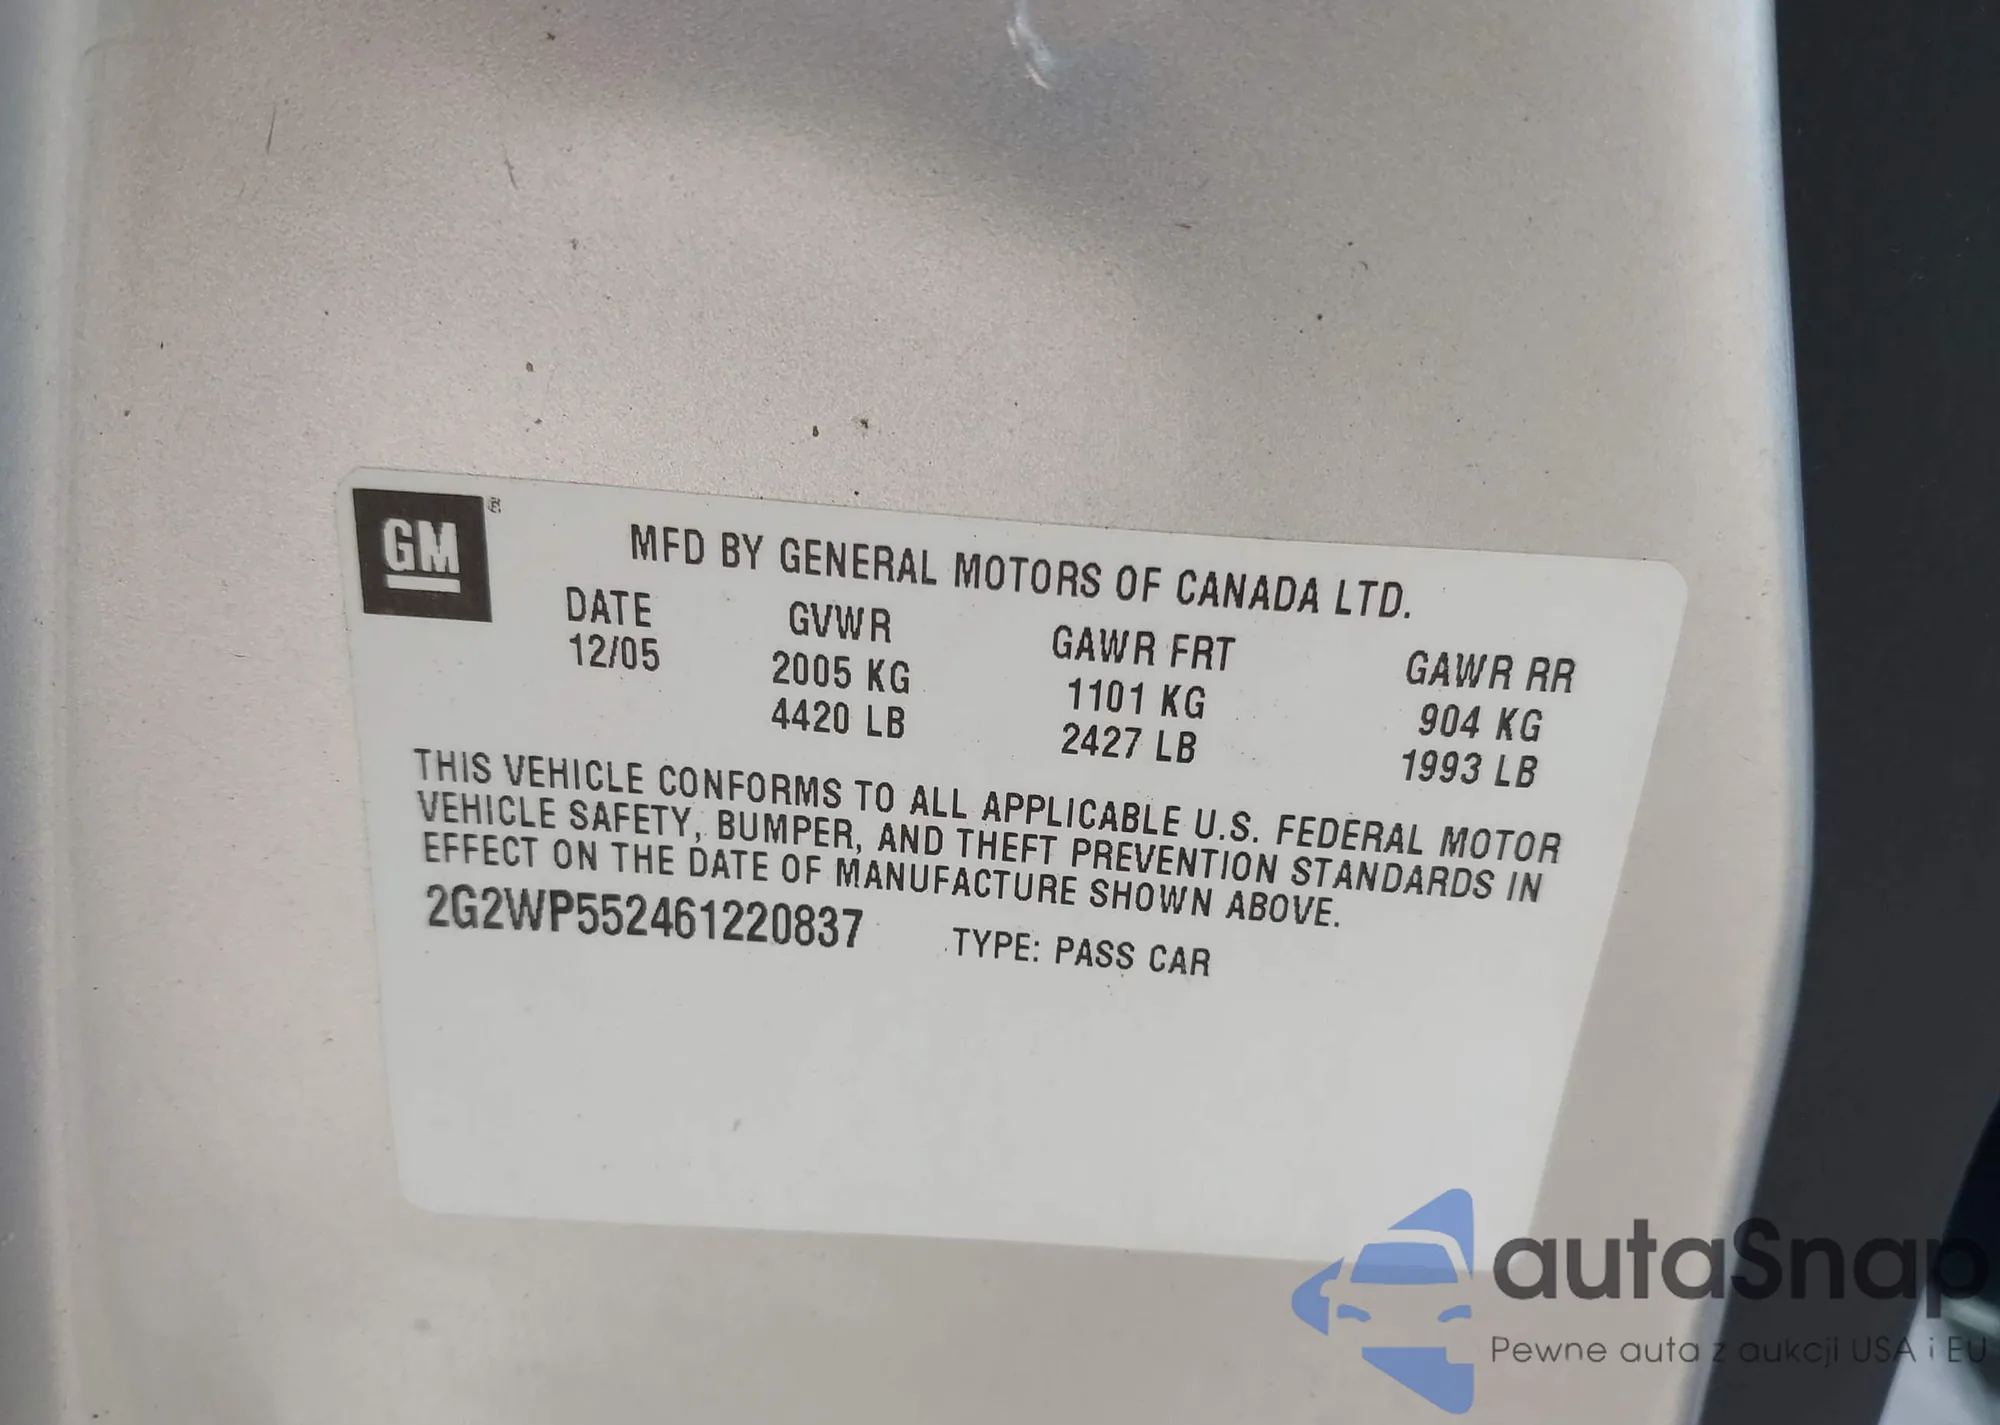 GM ®
MFD BY GENERAL MOTORS OF CANADA LTD.
DATE GVWR GAWR FRT GAWR RR
12/05 2005 KG 1101 KG 904 KG
4420 LB 2427 LB 1993 LB
THIS VEHICLE CONFORMS TO ALL APPLICABLE U.S. FEDERAL MOTOR
VEHICLE SAFETY, BUMPER, AND THEFT PREVENTION STANDARDS IN
EFFECT ON THE DATE OF MANUFACTURE SHOWN ABOVE.
2G2WP552461220837 TYPE: PASS CAR
autaSnap
Pewne auta z aukcji USA i EU